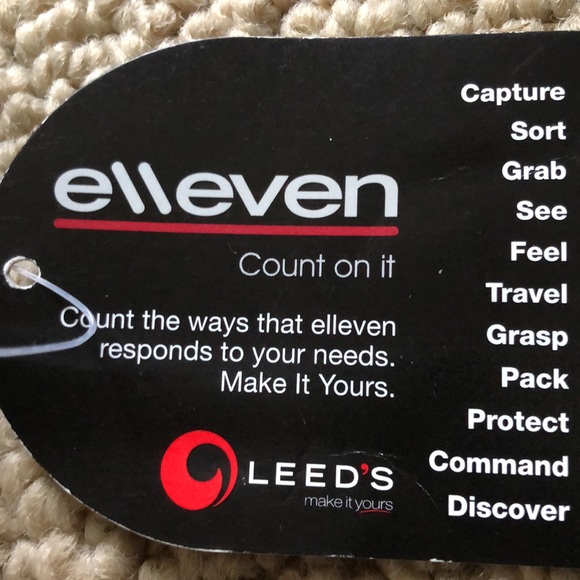 elleven
Count on it
Count the ways that elleven
responds to your needs.
Make It Yours.
LEED'S
make it yours
Capture
Sort
Grab
See
Feel
Travel
Grasp
Pack
Protect
Command
Discover